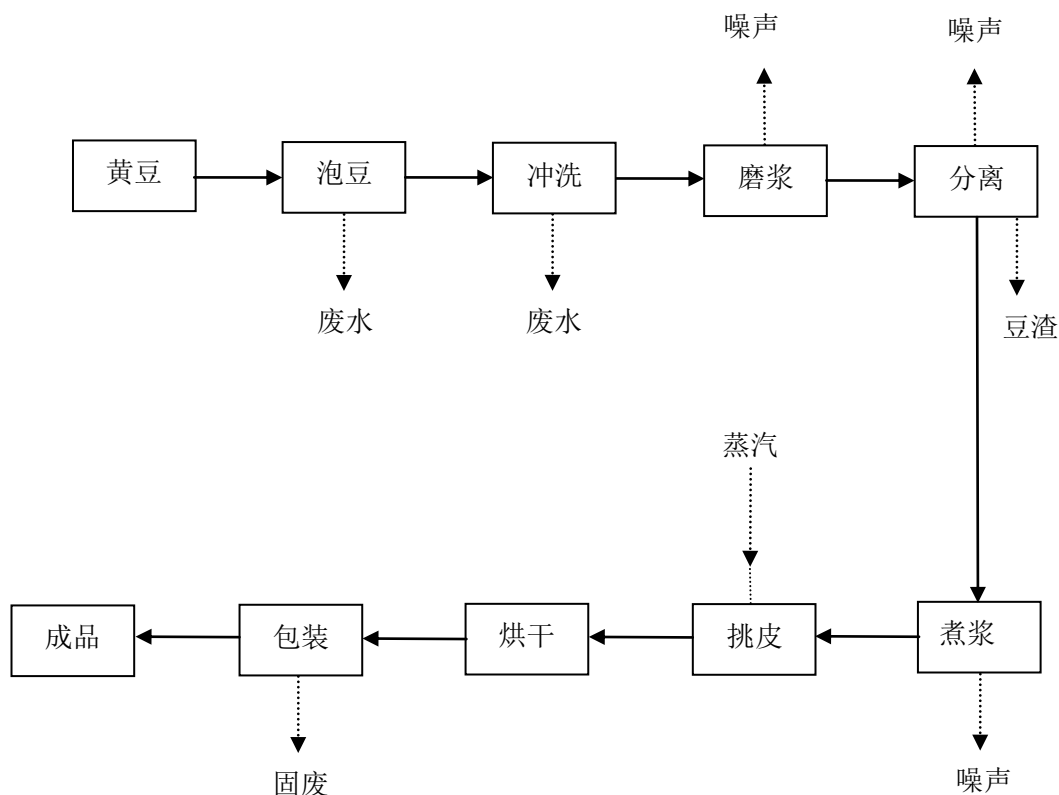 噪声
噪声
黄豆
泡豆
冲洗
磨浆
分离
废水
废水
豆渣
蒸汽
成品
包装
烘干
挑皮
煮浆
固废
噪声